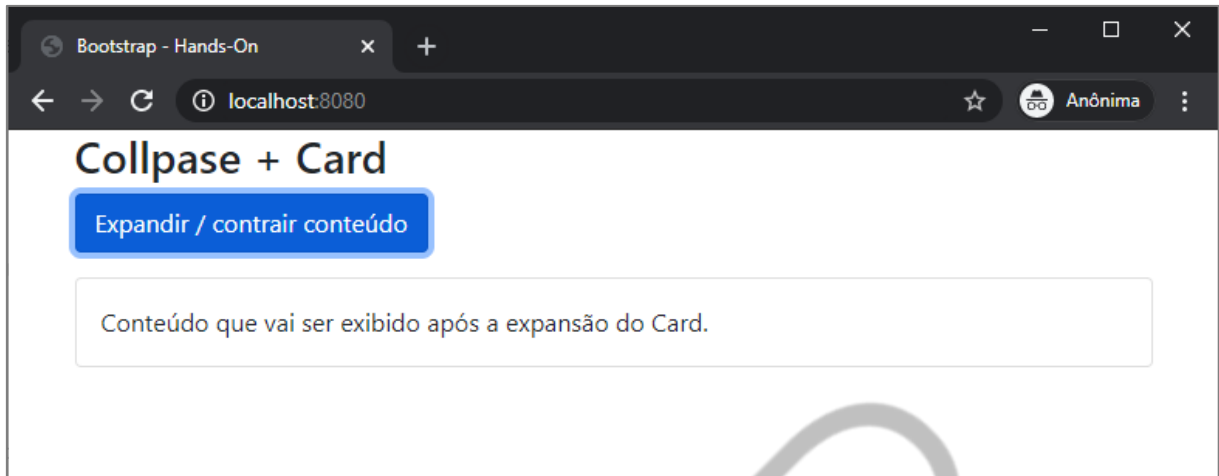 Bootstrap - Hands-On
localhost:8080
Anônima
Collpase + Card
Expandir / contrair conteúdo
Conteúdo que vai ser exibido após a expansão do Card.